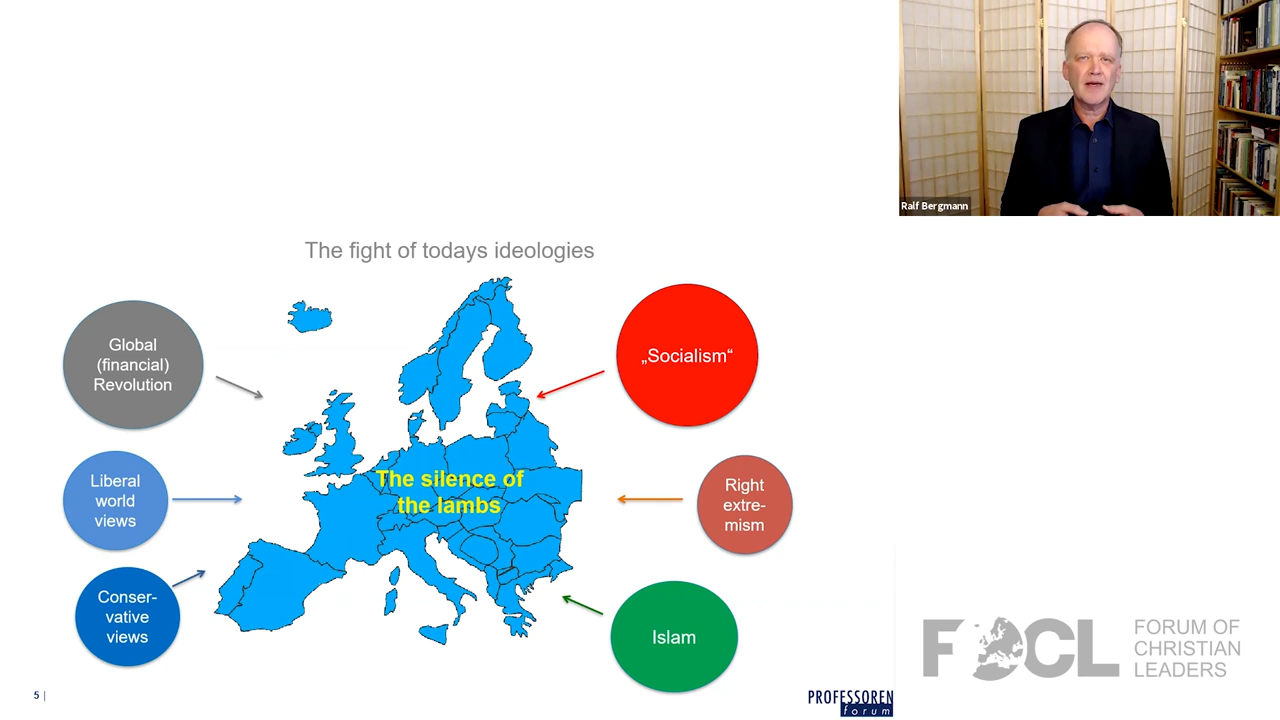 Ralf Bergmann
The fight of todays ideologies
Global
(financial)
Revolution
„Socialism“
Liberal
world
views
The silence of
the lambs
Right
extre-
mism
Conser-
vative
views
Islam
5 |
PROFESSOREN
forum
FOCL
FORUM OF
CHRISTIAN
LEADERS